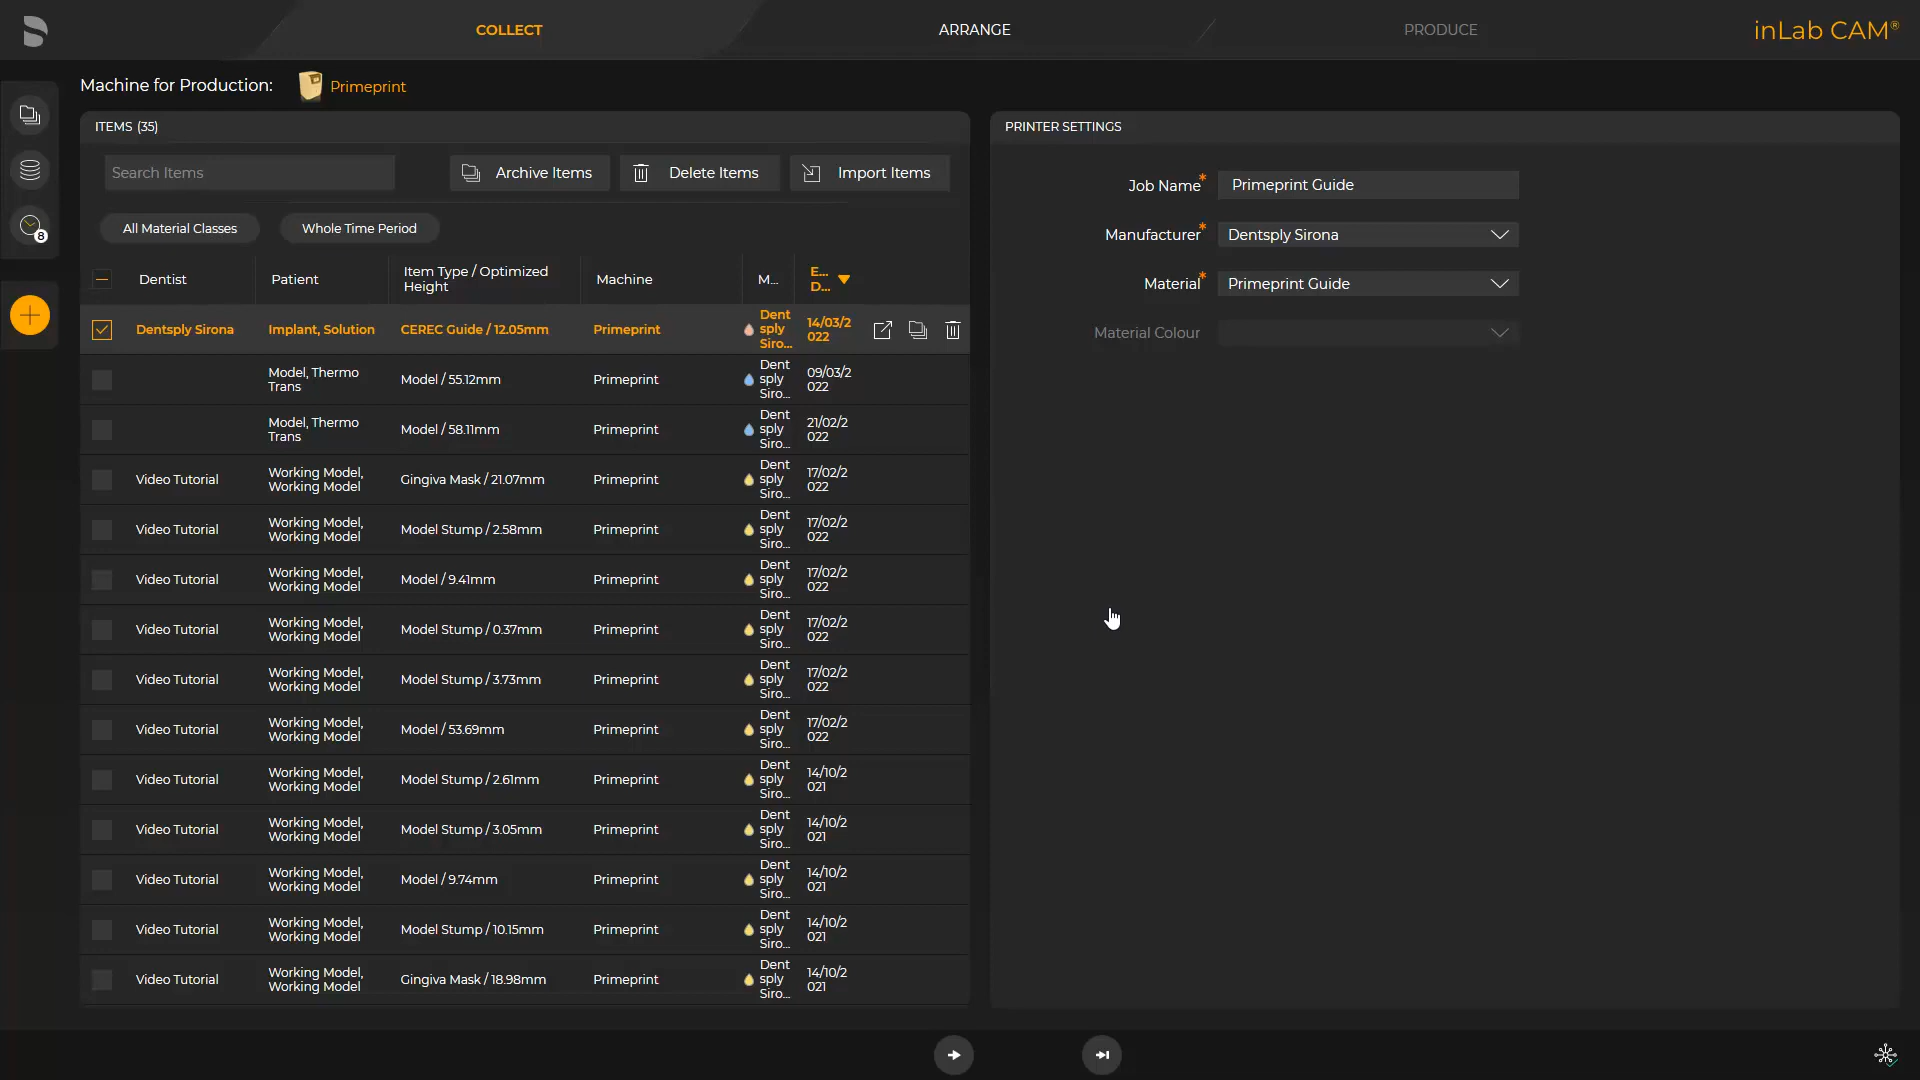 COLLECT
ARRANGE
PRODUCE
inLab CAM®
Machine for Production:
Primeprint
ITEMS (35)
Search Items
Archive Items
Delete Items
Import Items
All Material Classes
Whole Time Period
8
Dentist
Patient
Item Type / Optimized
Height
Machine
M...
E...
D...
Dentsply Sirona
Implant, Solution
CEREC Guide / 12.05mm
Primeprint
Dent
sply
Siro...
14/03/2
022
Model, Thermo
Trans
Model / 55.12mm
Primeprint
Dent
sply
Siro...
09/03/2
022
Model, Thermo
Trans
Model / 58.11mm
Primeprint
Dent
sply
Siro...
21/02/2
022
Video Tutorial
Working Model,
Working Model
Gingiva Mask / 21.07mm
Primeprint
Dent
sply
Siro...
17/02/2
022
Video Tutorial
Working Model,
Working Model
Model Stump / 2.58mm
Primeprint
Dent
sply
Siro...
17/02/2
022
Video Tutorial
Working Model,
Working Model
Model / 9.41mm
Primeprint
Dent
sply
Siro...
17/02/2
022
Video Tutorial
Working Model,
Working Model
Model Stump / 0.37mm
Primeprint
Dent
sply
Siro...
17/02/2
022
Video Tutorial
Working Model,
Working Model
Model Stump / 3.73mm
Primeprint
Dent
sply
Siro...
17/02/2
022
Video Tutorial
Working Model,
Working Model
Model / 53.69mm
Primeprint
Dent
sply
Siro...
17/02/2
022
Video Tutorial
Working Model,
Working Model
Model Stump / 2.61mm
Primeprint
Dent
sply
Siro...
14/10/2
021
Video Tutorial
Working Model,
Working Model
Model Stump / 3.05mm
Primeprint
Dent
sply
Siro...
14/10/2
021
Video Tutorial
Working Model,
Working Model
Model / 9.74mm
Primeprint
Dent
sply
Siro...
14/10/2
021
Video Tutorial
Working Model,
Working Model
Model Stump / 10.15mm
Primeprint
Dent
sply
Siro...
14/10/2
021
Video Tutorial
Working Model,
Working Model
Gingiva Mask / 18.98mm
Primeprint
Dent
sply
Siro...
14/10/2
021
PRINTER SETTINGS
Job Name* Primeprint Guide
Manufacturer* Dentsply Sirona
Material* Primeprint Guide
Material Colour